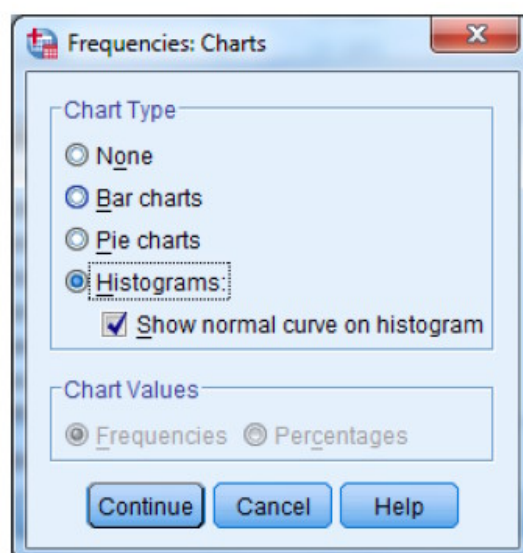 Frequencies: Charts
Chart Type
None
Bar charts
Pie charts
Histograms:
Show normal curve on histogram
Chart Values
Frequencies Percentages
Continue Cancel Help